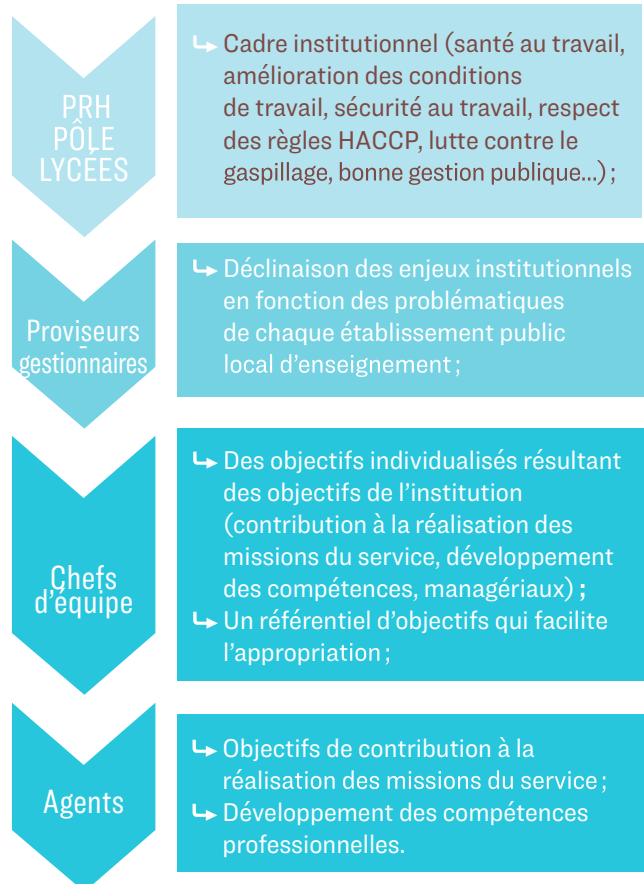 PRH
PÔLE
LYCÉES
↳ Cadre institutionnel (santé au travail,
amélioration des conditions
de travail, sécurité au travail, respect
des règles HACCP, lutte contre le
gaspillage, bonne gestion publique...) ;
Proviseurs
-
gestionnaires
↳ Déclinaison des enjeux institutionnels
en fonction des problématiques
de chaque établissement public
local d’enseignement ;
Chefs
d’équipe
↳ Des objectifs individualisés résultant
des objectifs de l’institution
(contribution à la réalisation des
missions du service, développement
des compétences, managériaux) ;
↳ Un référentiel d’objectifs qui facilite
l’appropriation ;
Agents
↳ Objectifs de contribution à la
réalisation des missions du service ;
↳ Développement des compétences
professionnelles.